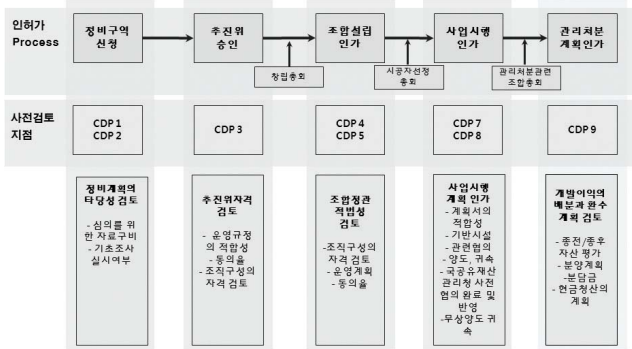 인허가
Process
정비구역
신청
추진위
승인
조합설립
인가
사업시행
인가
관리처분
계획인가
창립총회
시공자선정
총회
관리처분관련
조합총회
사전검토
지점
CDP 1
CDP 2
CDP 3
CDP 4
CDP 5
CDP 7
CDP 8
CDP 9
정비계획의
타당성 검토
- 심의를 위
한 자료구비
- 기초조사
실시여부
추진위자격
검토
- 운영규정
의 적합성
- 동의율
- 조직구성의
자격 검토
조합정관
적법성
검토
-조직구성의
자격 검토
- 운영계획
- 동의율
사업시행
계획 인가
- 계획서의
적합성
- 기반시설
- 관련협의
- 양도, 귀속
- 국공유재산
관리청 사전
협의 완료 및
반영
-무상양도 귀
속
개발이익의
배분과 환수
계획 검토
- 종전/종후
자산 평가
- 분양계획
- 분담금
- 현금청산의
계획